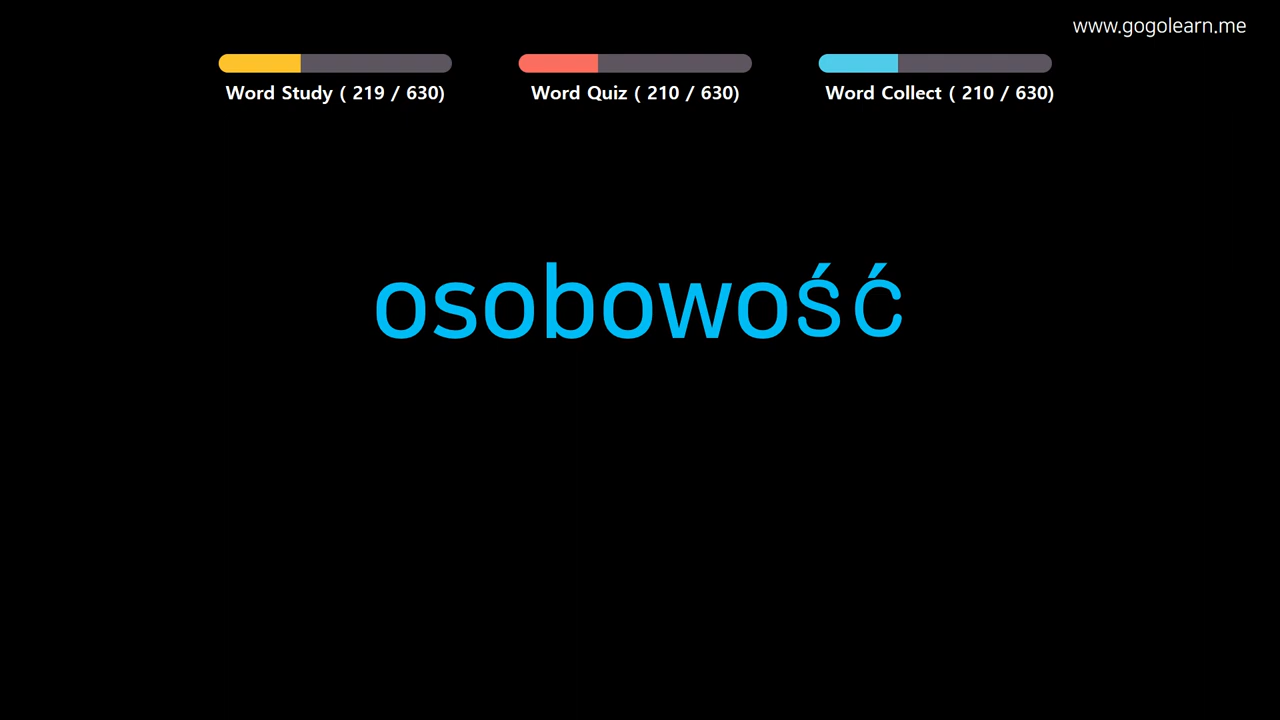 www.gogolearn.me
Word Study ( 219 / 630)
Word Quiz ( 210 / 630)
Word Collect ( 210 / 630)
osobowość